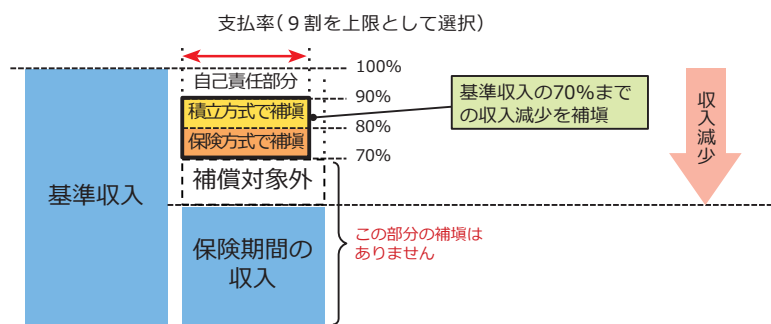 支払率（９割を上限として選択）
100%
自己責任部分
90%
積立方式で補塡
80%
保険方式で補塡
70%
基準収入の70%まで
の収入減少を補塡
収入減少
補償対象外
基準収入
保険期間の
収入
この部分の補塡は
ありません